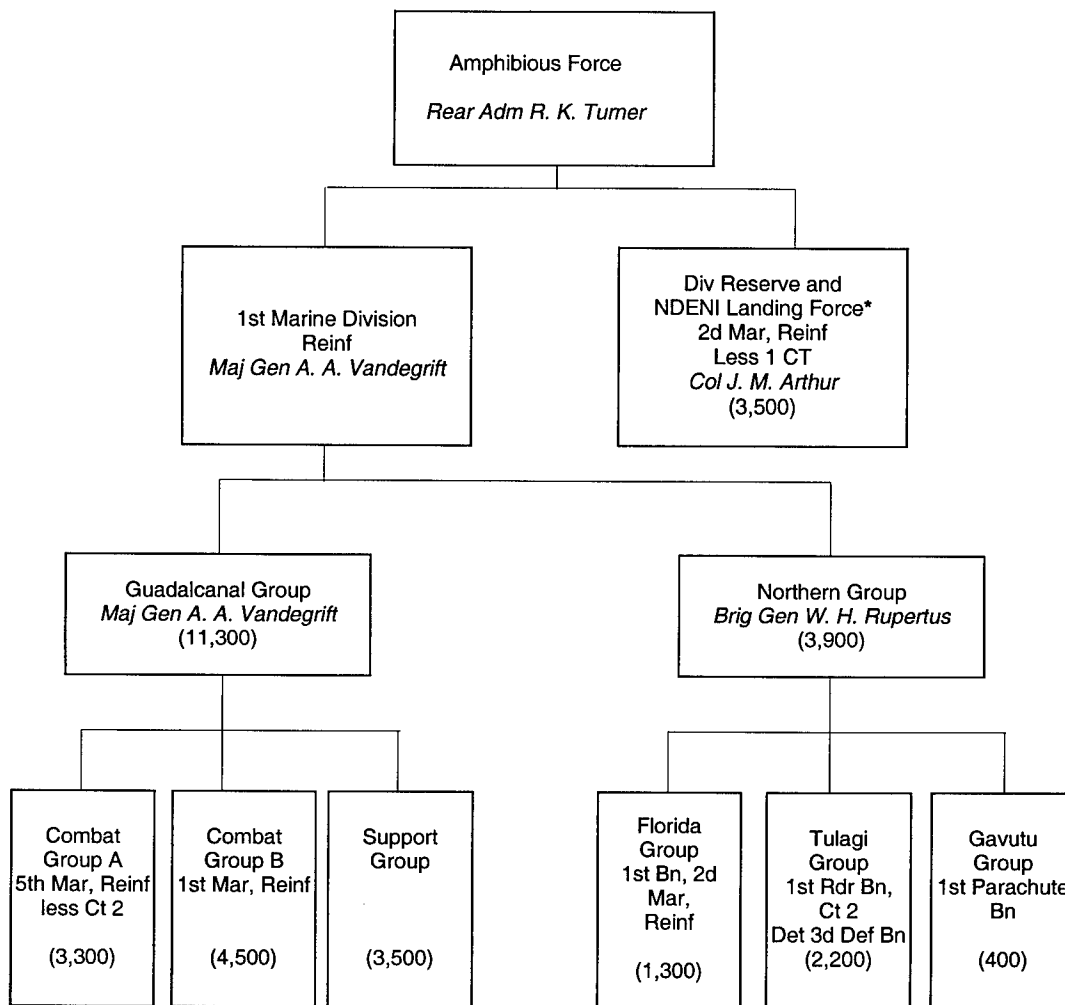 Amphibious Force
Rear Adm R. K. Turner
1st Marine Division
Reinf
Maj Gen A. A. Vandegrift
Div Reserve and
NDENI Landing Force*
2d Mar, Reinf
Less 1 CT
Col J. M. Arthur
(3,500)
Guadalcanal Group
Maj Gen A. A. Vandegrift
(11,300)
Northern Group
Brig Gen W. H. Rupertus
(3,900)
Combat
Group A
5th Mar, Reinf
less Ct 2
(3,300)
Combat
Group B
1st Mar, Reinf
(4,500)
Support
Group
(3,500)
Florida
Group
1st Bn, 2d
Mar,
Reinf
(1,300)
Tulagi
Group
1st Rdr Bn,
Ct 2
Det 3d Def Bn
(2,200)
Gavutu
Group
1st Parachute
Bn
(400)